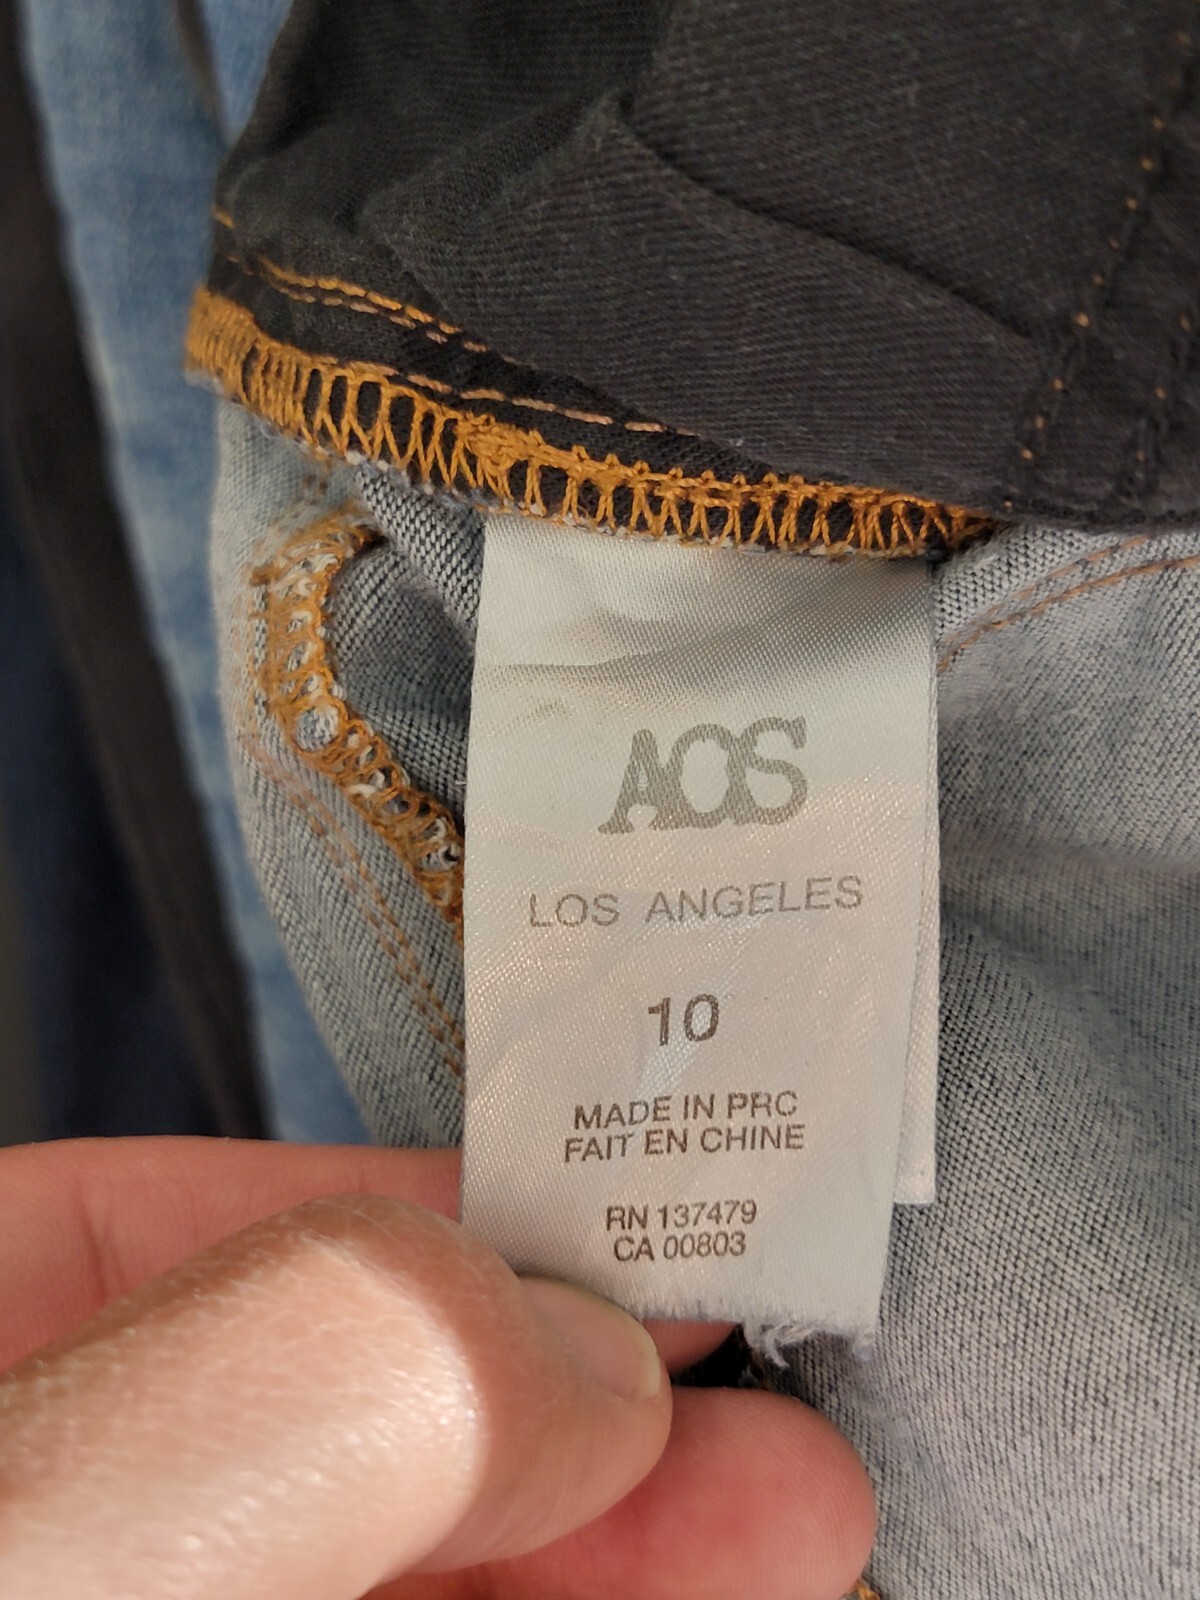 AOS
LOS ANGELES
10
MADE IN PRC
FAIT EN CHINE
RN 137479
CA 00803